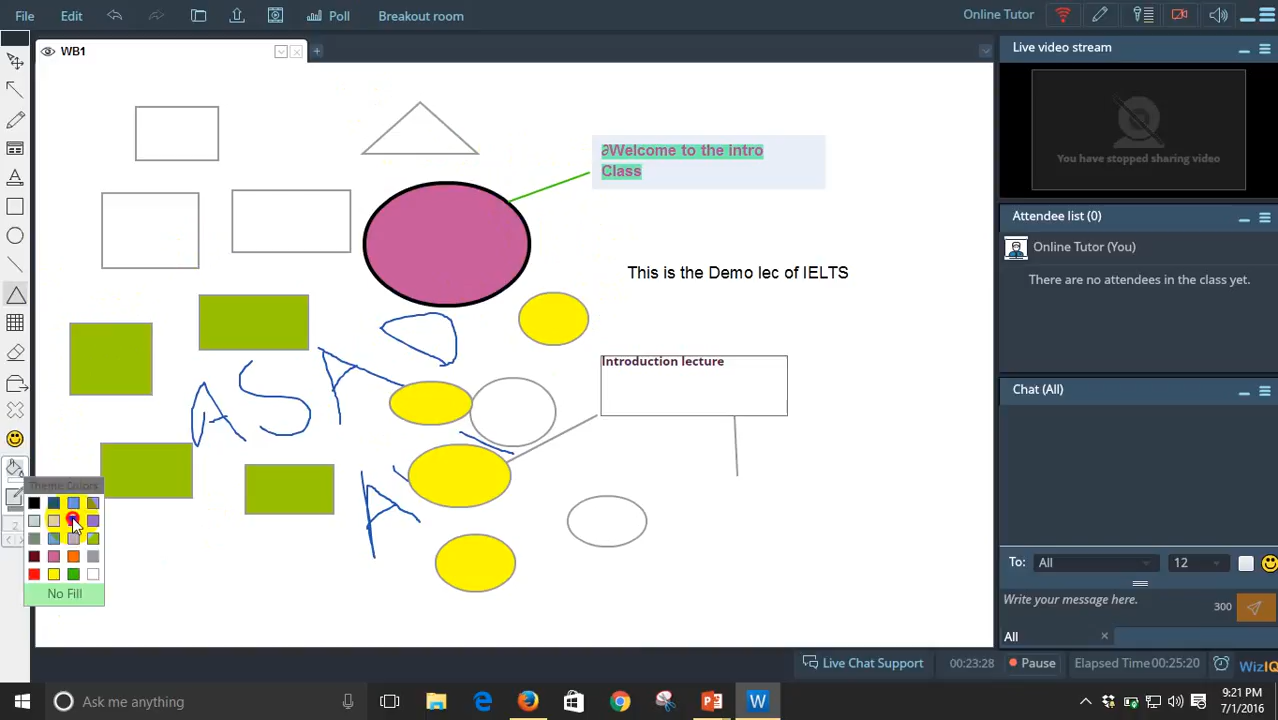 File Edit Poll Breakout room Online Tutor
WB1
Live video stream
You have stopped sharing video
Attendee list (0)
Online Tutor (You)
There are no attendees in the class yet.
Chat (All)
∂Welcome to the intro
Class
This is the Demo lec of IELTS
Introduction lecture
ASP
Theme Colors
No Fill
2
To: All 12
Write your message here. 300
All
Live Chat Support 00:23:28 Pause Elapsed Time 00:25:20 WizIQ
Ask me anything
9:21 PM
7/1/2016